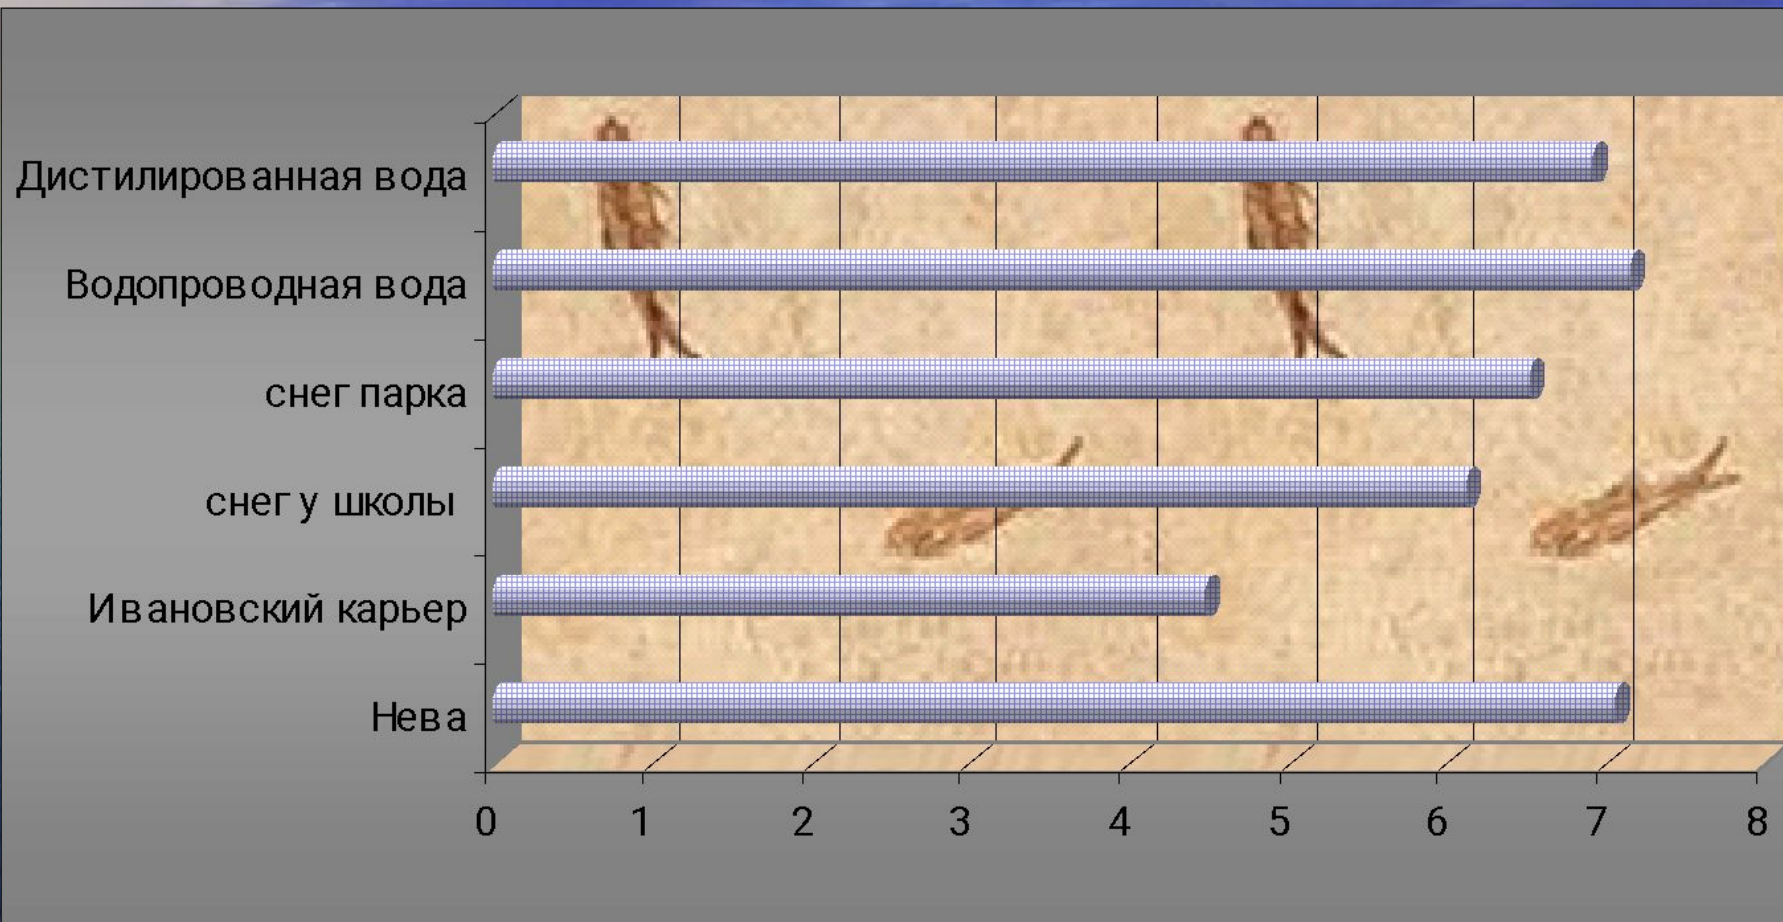 Дистилированная вода
Водопроводная вода
снег парка
снег у школы
Ивановский карьер
Нева
0 1 2 3 4 5 6 7 8